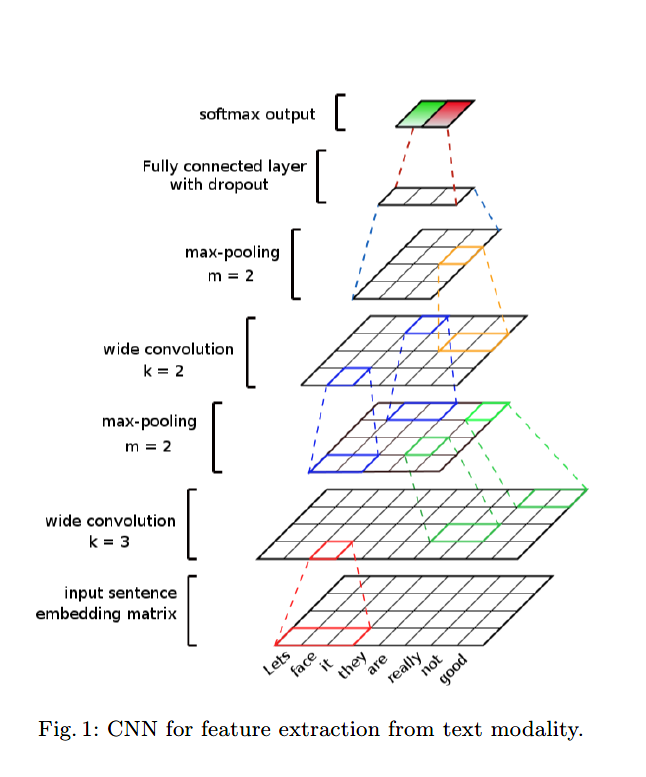 softmax output
Fully connected layer
with dropout
max-pooling
m = 2
wide convolution
k = 2
max-pooling
m = 2
wide convolution
k = 3
input sentence
embedding matrix
Lets face it they are really not good
Fig. 1: CNN for feature extraction from text modality.